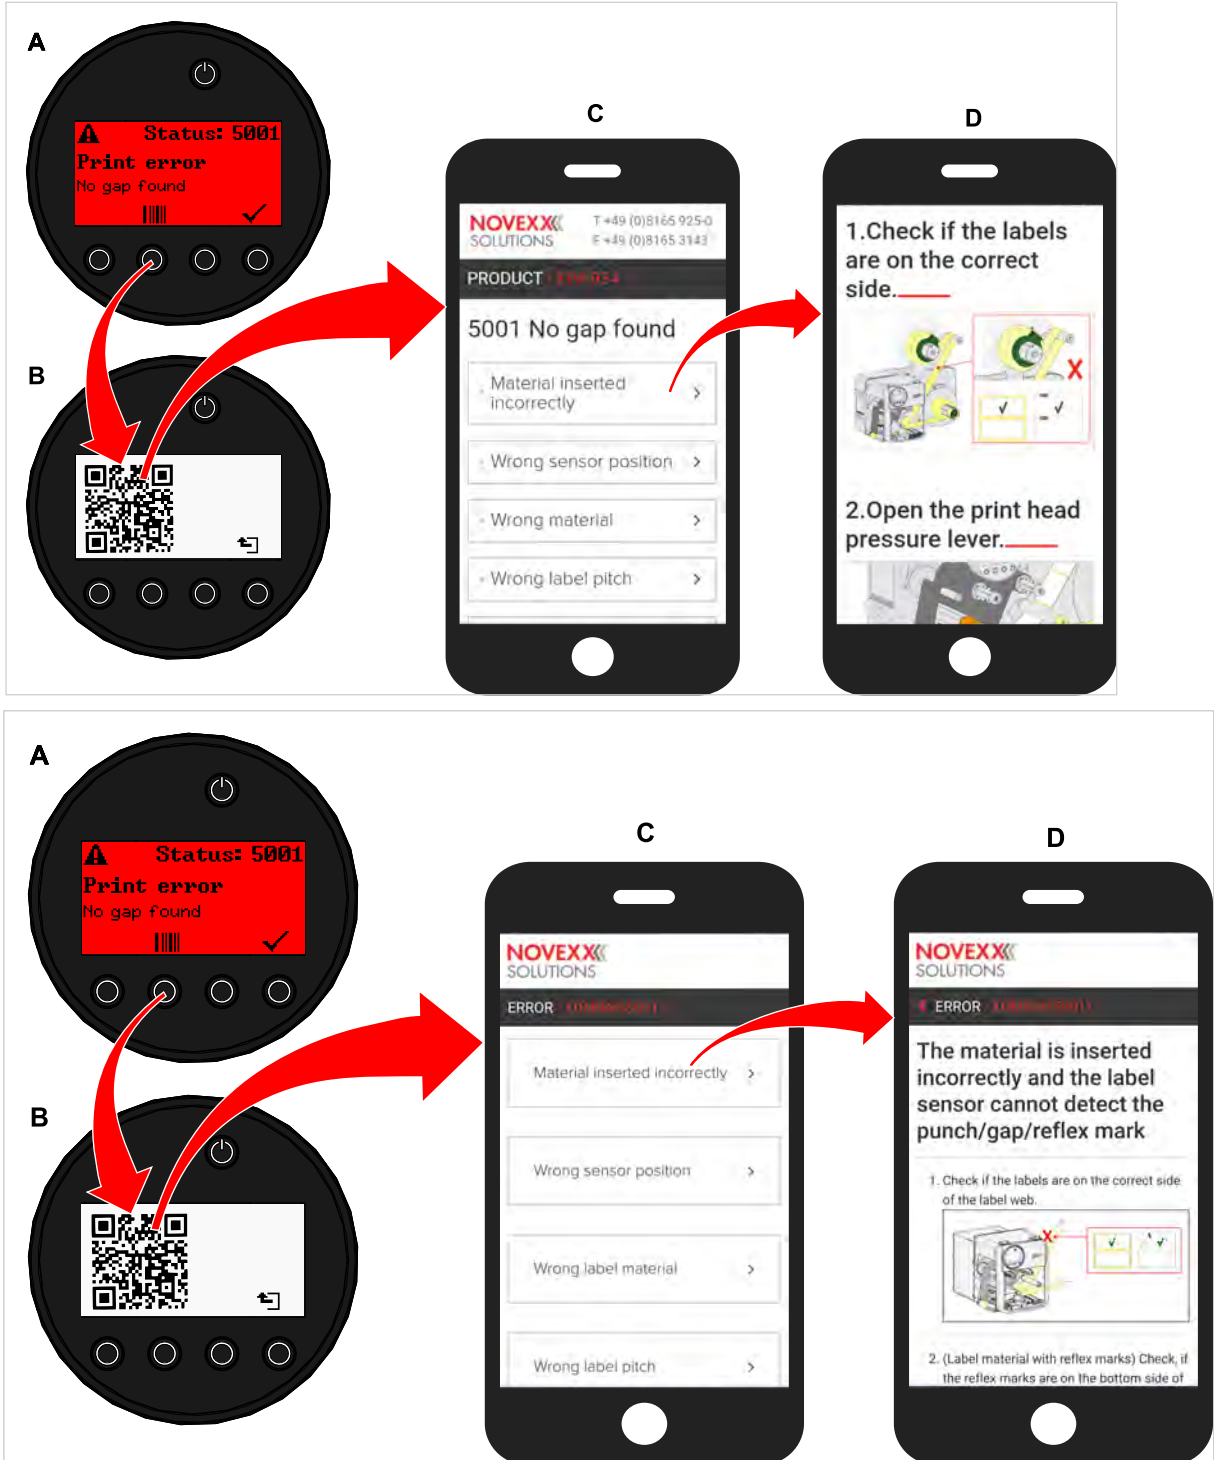 A
Status: 5001
Print error
No gap found
B
C
NOVEXX
SOLUTIONS
T +49 (0)8165 925-0
F +49 (0)8165 3143
PRODUCT
5001 No gap found
- Material inserted
incorrectly
- Wrong sensor position
- Wrong material
- Wrong label pitch
D
1.Check if the labels
are on the correct
side.
X
2.Open the print head
pressure lever.
A
Status: 5001
Print error
No gap found
B
C
NOVEXX
SOLUTIONS
ERROR
Material inserted incorrectly
Wrong sensor position
Wrong label material
Wrong label pitch
D
NOVEXX
SOLUTIONS
ERROR
The material is inserted
incorrectly and the label
sensor cannot detect the
punch/gap/reflex mark
1. Check if the labels are on the correct side
of the label web.
X
2. (Label material with reflex marks) Check, if
the reflex marks are on the bottom side of